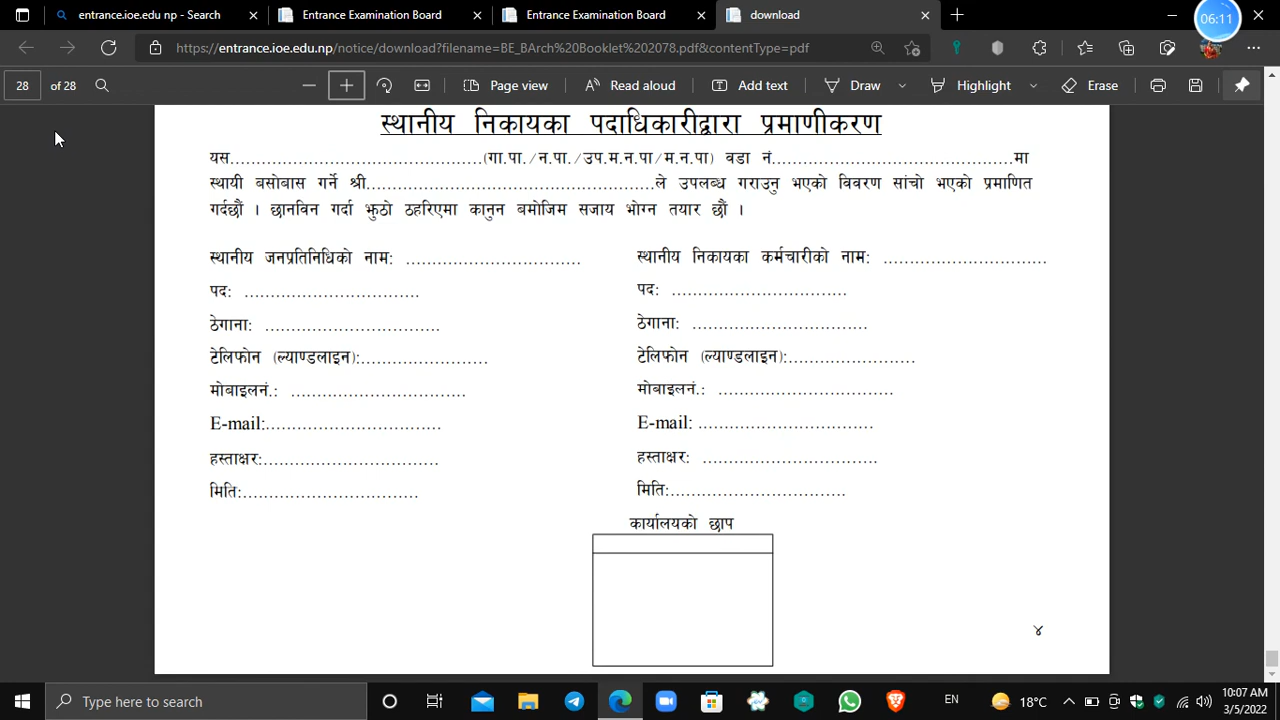 entrance.ioe.edu np - Search
Entrance Examination Board
Entrance Examination Board
download
06:11
https://entrance.ioe.edu.np/notice/download?filename=BE_BArch%20Booklet%202078.pdf&contentType=pdf
28 of 28
Page view
Read aloud
Add text
Draw
Highlight
Erase
स्थानीय निकायका पदाधिकारीद्वारा प्रमाणीकरण
यस................................................(गा.पा./न.पा./उप.म.न.पा/म.न.पा) वडा नं..............................................मा
स्थायी बसोबास गर्ने श्री.......................................................ले उपलब्ध गराउनु भएको विवरण सांचो भएको प्रमाणित
गर्दछौं । छानविन गर्दा झुठो ठहरिएमा कानुन बमोजिम सजाय भोग्न तयार छौं ।
स्थानीय जनप्रतिनिधिको नाम: .................................
स्थानीय निकायका कर्मचारीको नाम: ...............................
पद: .................................
पद: .................................
ठेगाना: .................................
ठेगाना: .................................
टेलिफोन (ल्याण्डलाइन):........................
टेलिफोन (ल्याण्डलाइन):........................
मोबाइलनं.: .................................
मोबाइलनं.: .................................
E-mail:.................................
E-mail: .................................
हस्ताक्षर:.................................
हस्ताक्षर: .................................
मिति:.................................
मिति:.................................
कार्यालयको छाप
४
Type here to search
EN
18°C
10:07 AM
3/5/2022